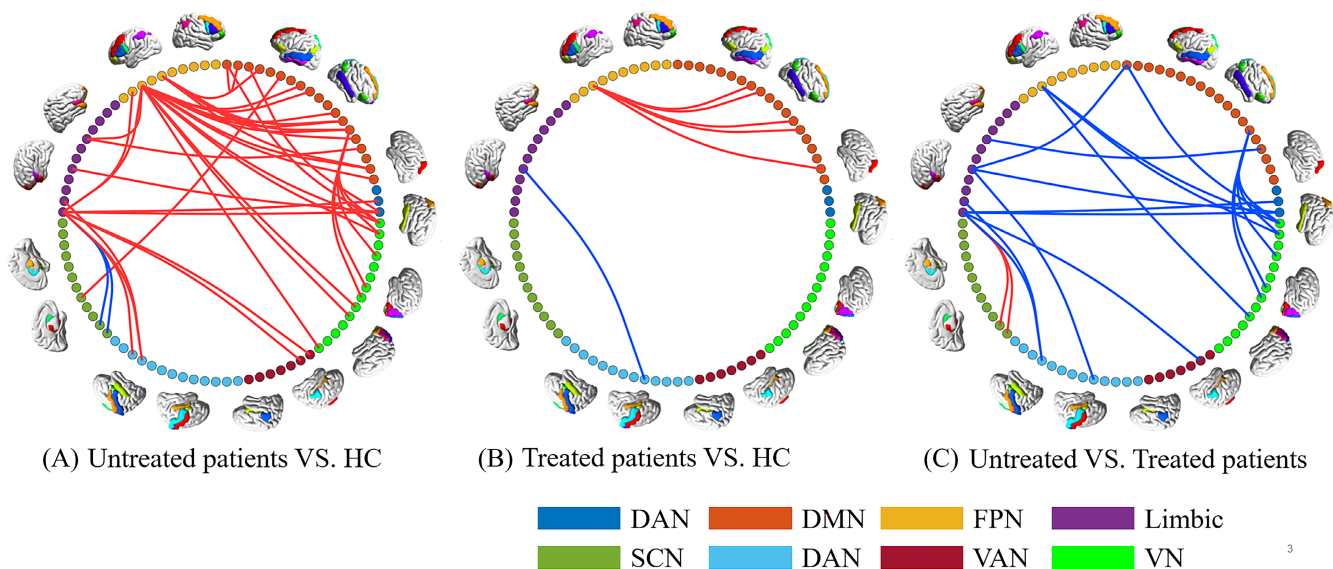 (A) Untreated patients VS. HC
(B) Treated patients VS. HC
(C) Untreated VS. Treated patients
DAN DMN FPN Limbic
SCN DAN VAN VN
3